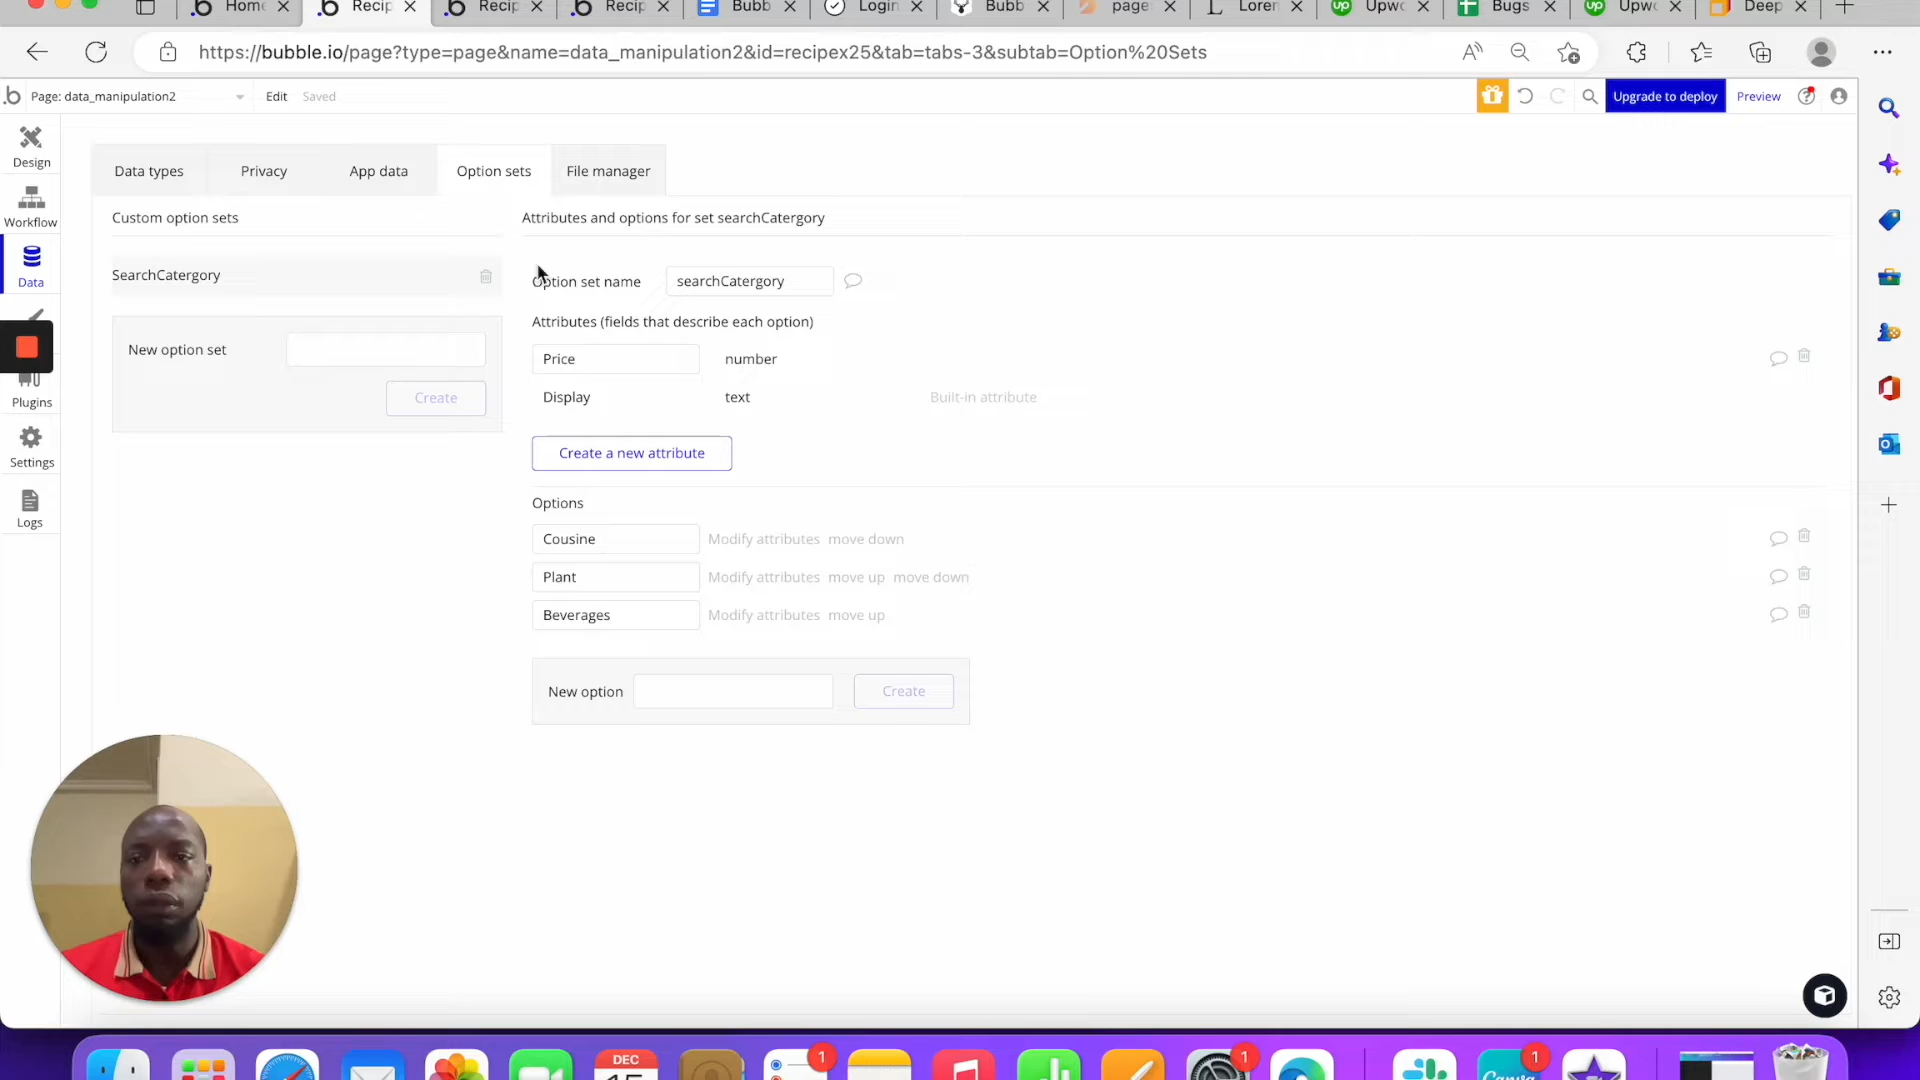 Home
Recip
Recip
Recip
Bubb
Login
Bubb
page:
Loren
Upwo
Bugs
Upwo
Deep
https://bubble.io/page?type=page&name=data_manipulation2&id=recipex25&tab=tabs-3&subtab=Option%20Sets
Page: data_manipulation2
Edit
Saved
Upgrade to deploy
Preview
Design
Workflow
Data
Plugins
Settings
Logs
Data types
Privacy
App data
Option sets
File manager
Custom option sets
Attributes and options for set searchCatergory
SearchCatergory
Option set name
searchCatergory
Attributes (fields that describe each option)
New option set
Create
Price
number
Display
text
Built-in attribute
Create a new attribute
Options
Cousine
Modify attributes move down
Plant
Modify attributes move up move down
Beverages
Modify attributes move up
New option
Create
DEC
1
1
1
Canva